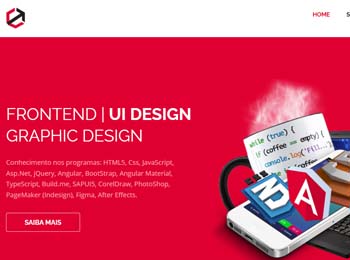 HOME
S
FRONTEND | UI DESIGN
GRAPHIC DESIGN
Conhecimento nos programas: HTML5, Css, JavaScript,
Asp.Net, jQuery, Angular, BootStrap, Angular Material,
TypeScript, Build.me, SAPUI5, CorelDraw, PhotoShop,
PageMaker (Indesign), Figma, After Effects.
SAIBA MAIS
while (true) {
if (coffee == empty)
console.log("fill...
A